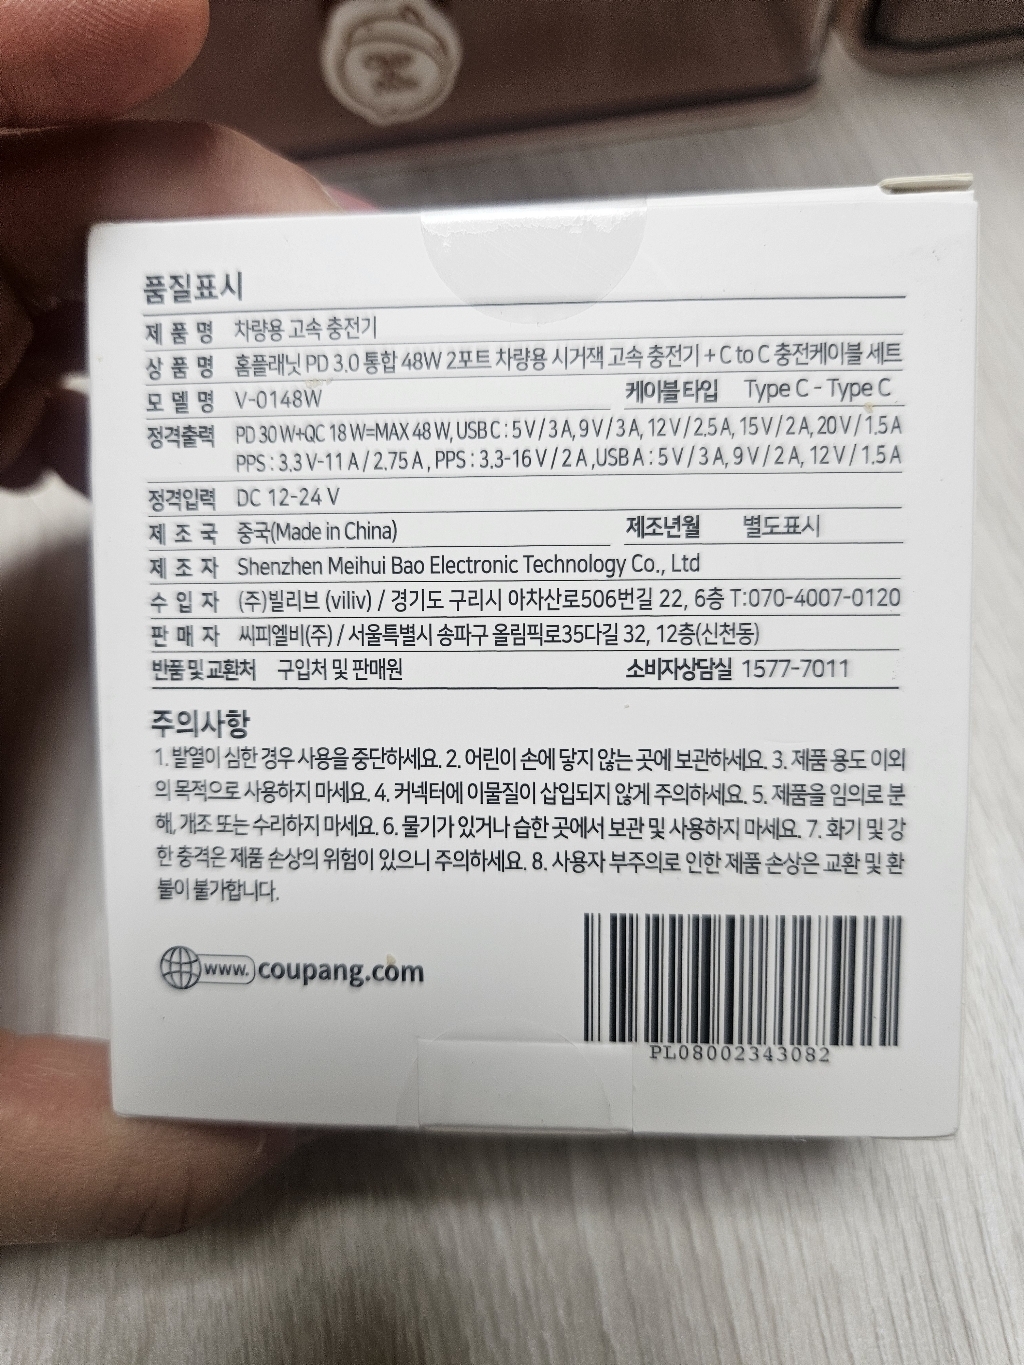 품질표시
제 품 명 차량용 고속 충전기
상 품 명 홈플래닛 PD 3.0 통합 48W 2포트 차량용 시거잭 고속 충전기 + C to C 충전케이블 세트
모 델 명 V-0148W 케이블 타입 Type C - Type C
정격출력 PD 30 W+QC 18 W=MAX 48 W, USB C : 5 V / 3 A, 9 V / 3 A, 12 V / 2.5 A, 15 V / 2 A, 20 V / 1.5 A
PPS : 3.3 V-11 A / 2.75 A , PPS : 3.3-16 V / 2 A ,USB A : 5 V / 3 A, 9 V / 2 A, 12 V / 1.5 A
정격입력 DC 12-24 V
제 조 국 중국(Made in China) 제조년월 별도표시
제 조 자 Shenzhen Meihui Bao Electronic Technology Co., Ltd
수 입 자 (주)빌리브 (viliv) / 경기도 구리시 아차산로506번길 22, 6층 T:070-4007-0120
판 매 자 씨피엘비(주) / 서울특별시 송파구 올림픽로35다길 32, 12층(신천동)
반품 및 교환처 구입처 및 판매원 소비자상담실 1577-7011
주의사항
1. 발열이 심한 경우 사용을 중단하세요. 2. 어린이 손에 닿지 않는 곳에 보관하세요. 3. 제품 용도 이외
의 목적으로 사용하지 마세요. 4. 커넥터에 이물질이 삽입되지 않게 주의하세요. 5. 제품을 임의로 분
해, 개조 또는 수리하지 마세요. 6. 물기가 있거나 습한 곳에서 보관 및 사용하지 마세요. 7. 화기 및 강
한 충격은 제품 손상의 위험이 있으니 주의하세요. 8. 사용자 부주의로 인한 제품 손상은 교환 및 환
불이 불가합니다.
www. coupang.com
PL08002343082